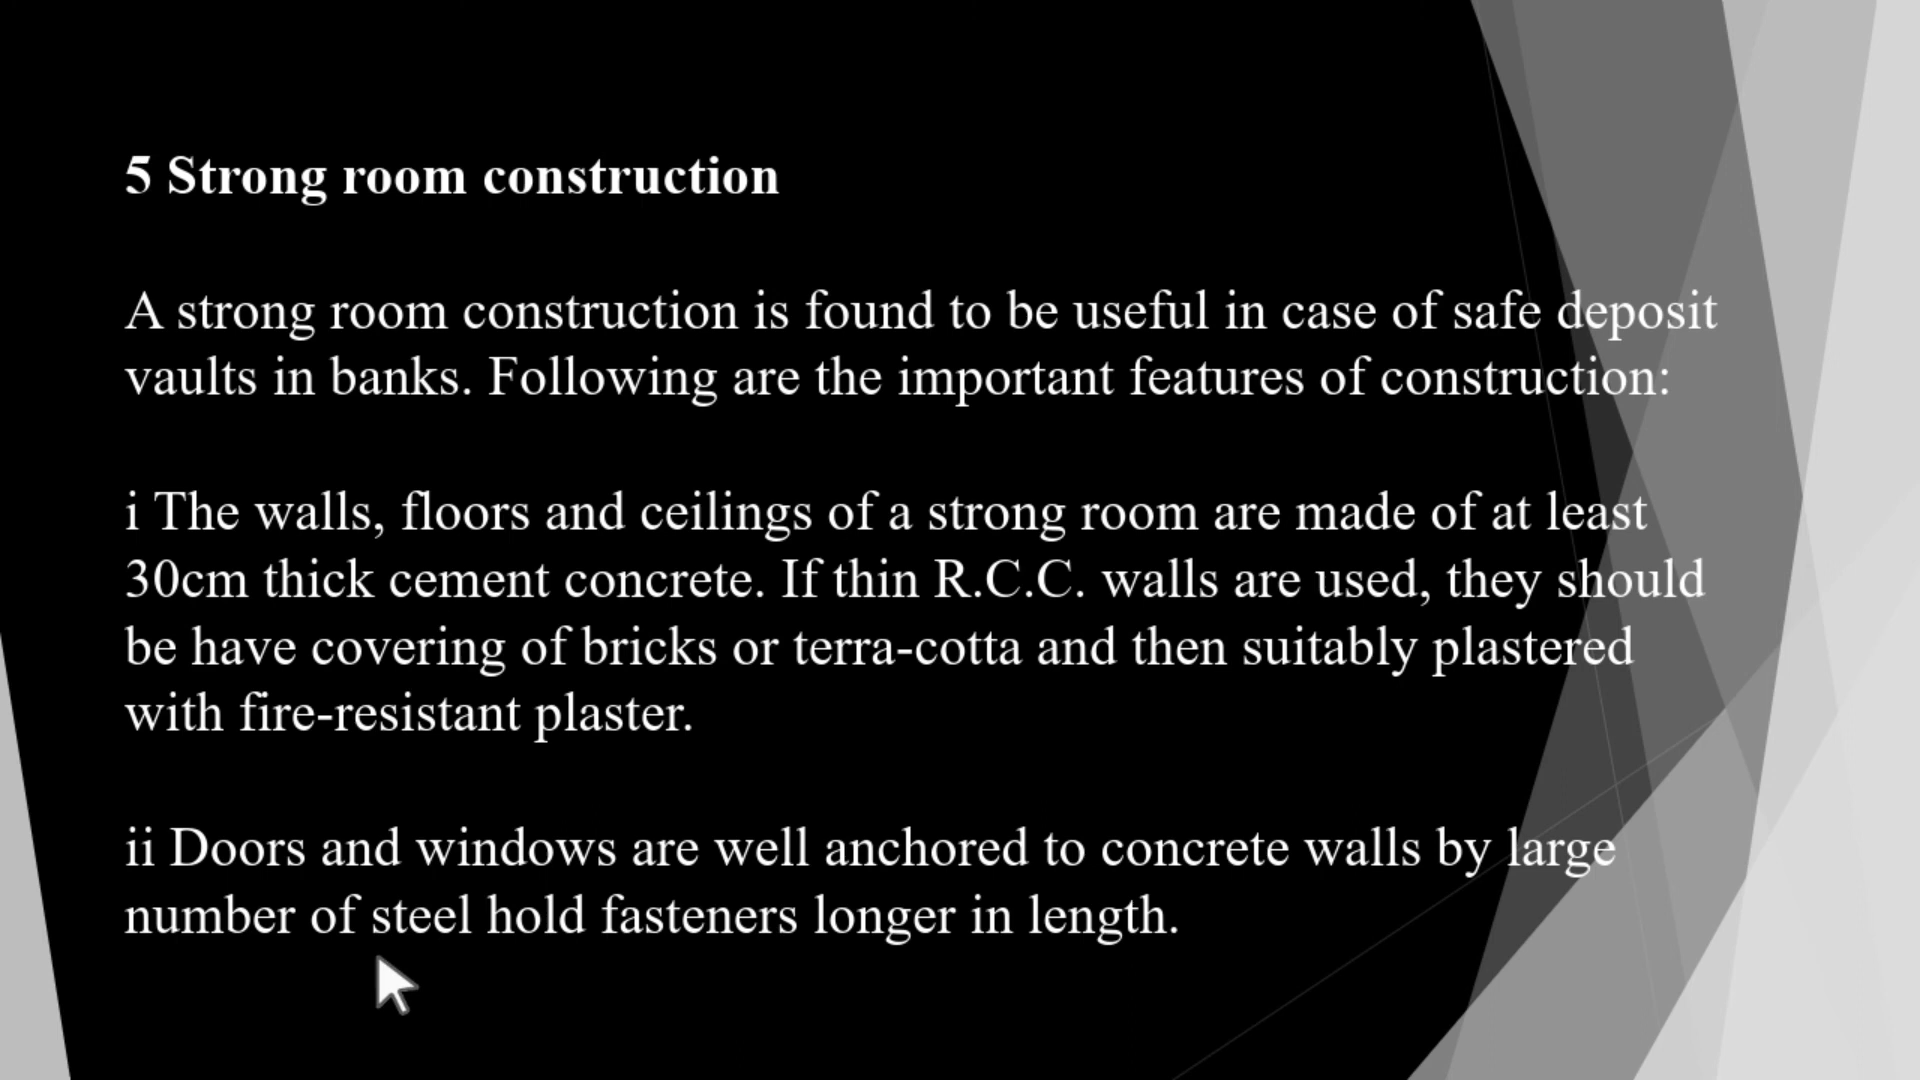 5 Strong room construction
A strong room construction is found to be useful in case of safe deposit
vaults in banks. Following are the important features of construction:
i The walls, floors and ceilings of a strong room are made of at least
30cm thick cement concrete. If thin R.C.C. walls are used, they should
be have covering of bricks or terra-cotta and then suitably plastered
with fire-resistant plaster.
ii Doors and windows are well anchored to concrete walls by large
number of steel hold fasteners longer in length.